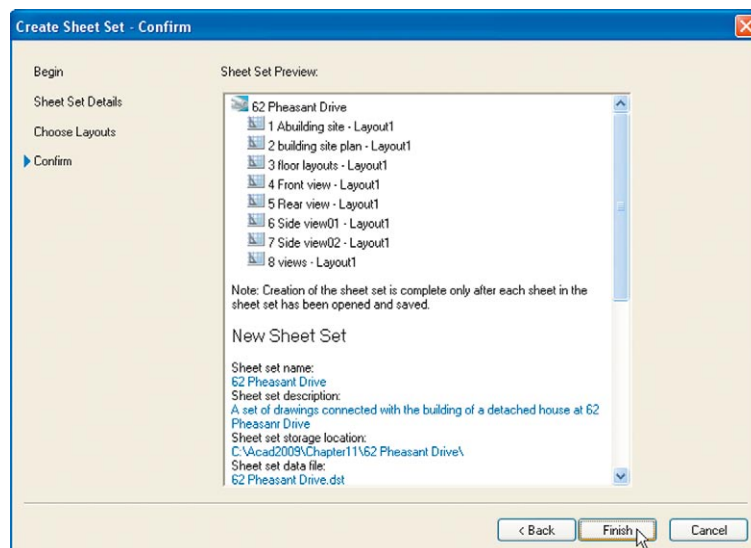 Create Sheet Set - Confirm
Begin
Sheet Set Details
Choose Layouts
Confirm
Sheet Set Preview:
62 Pheasant Drive
1 Abuilding site - Layout1
2 building site plan - Layout1
3 floor layouts - Layout1
4 Front view - Layout1
5 Rear view - Layout1
6 Side view01 - Layout1
7 Side view02 - Layout1
8 views - Layout1
Note: Creation of the sheet set is complete only after each sheet in the
sheet set has been opened and saved.
New Sheet Set
Sheet set name:
62 Pheasant Drive
Sheet set description:
A set of drawings connected with the building of a detached house at 62
Pheasanr Drive
Sheet set storage location:
C:\Acad2009\Chapter11\62 Pheasant Drive\
Sheet set data file:
62 Pheasant Drive.dst
< Back
Finish
Cancel